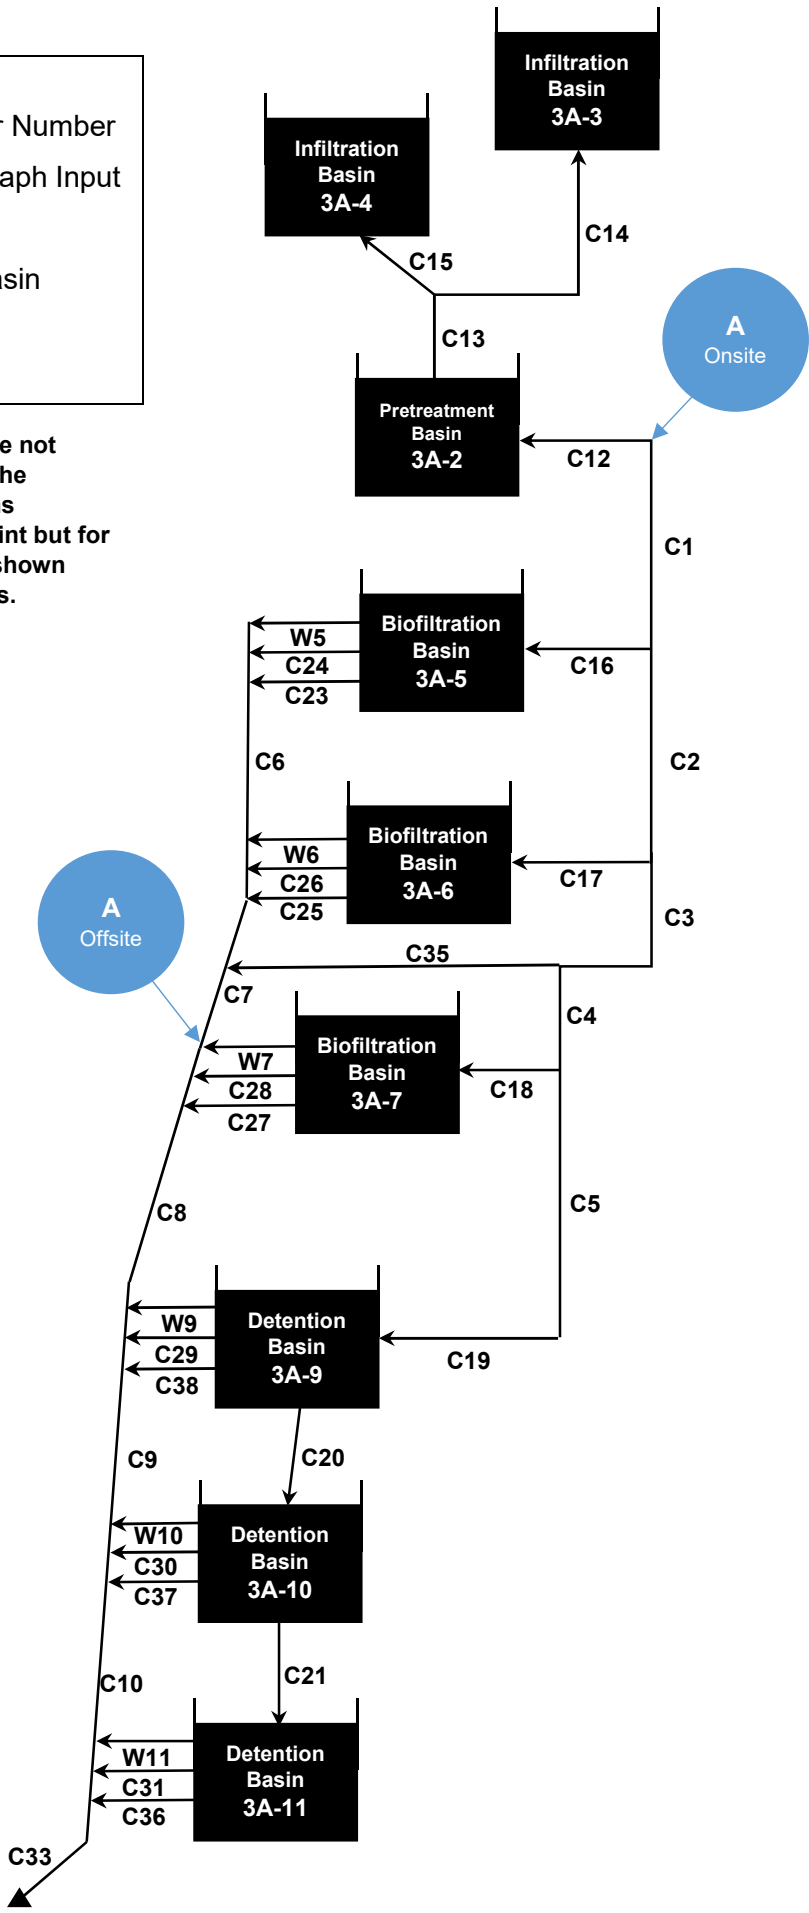 Infiltration
Basin
3A-3
Number
Input
Infiltration
Basin
3A-4
C14
C15
A
Onsite
C13
Pretreatment
Basin
3A-2
not
C12
int but for
shown
C1
Biofiltration
Basin
3A-5
W5
C24
C23
C16
C6
C2
Biofiltration
Basin
3A-6
W6
C26
C25
C17
A
Offsite
C3
C35
C7
C4
Biofiltration
Basin
3A-7
W7
C28
C27
C18
C8
C5
Detention
Basin
3A-9
W9
C29
C38
C19
C9
C20
Detention
Basin
3A-10
W10
C30
C37
C10
C21
Detention
Basin
3A-11
W11
C31
C36
C33